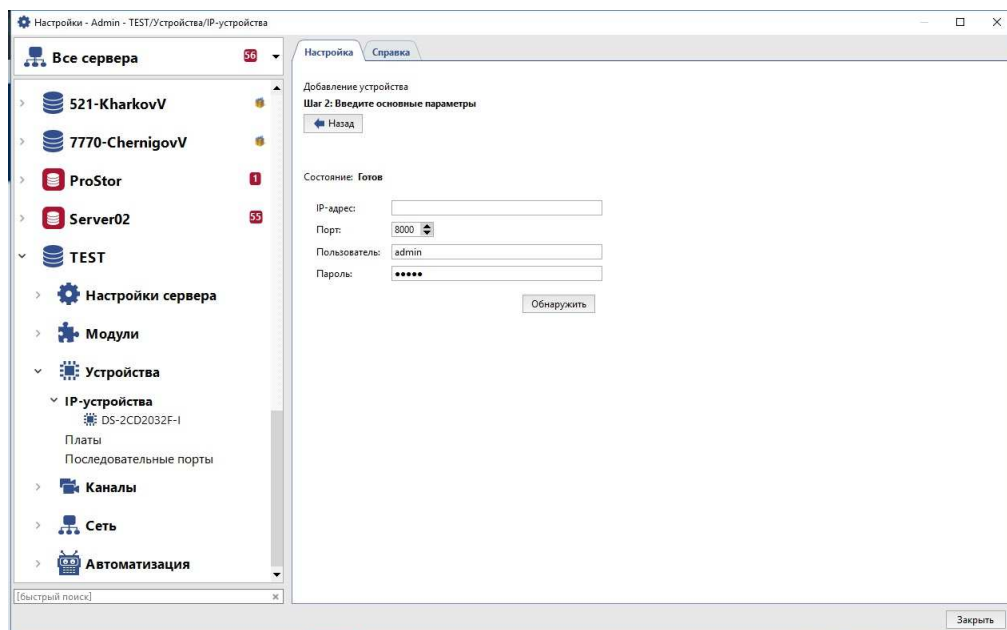 Настройки - Admin - TEST/Устройства/IP-устройства
Все сервера 56
521-KharkovV
7770-ChernigovV
ProStor 1
Server02 55
TEST
Настройки сервера
Модули
Устройства
IP-устройства
DS-2CD2032F-I
Платы
Последовательные порты
Каналы
Сеть
Автоматизация
[быстрый поиск]
Настройка Справка
Добавление устройства
Шаг 2: Введите основные параметры
Назад
Состояние: Готов
IP-адрес:
Порт: 8000
Пользователь: admin
Пароль: •••••
Обнаружить
Закрыть